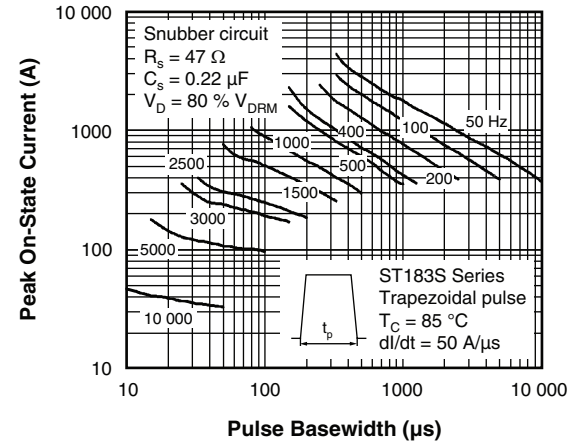 10 000
1000
100
10
Peak On-State Current (A)
Snubber circuit
Rs = 47 Ω
Cs = 0.22 µF
VD = 80 % VDRM
50 Hz
100
200
400
500
1000
1500
2500
3000
5000
10 000
ST183S Series
Trapezoidal pulse
TC = 85 °C
dI/dt = 50 A/µs
tp
10
100
1000
10 000
Pulse Basewidth (µs)